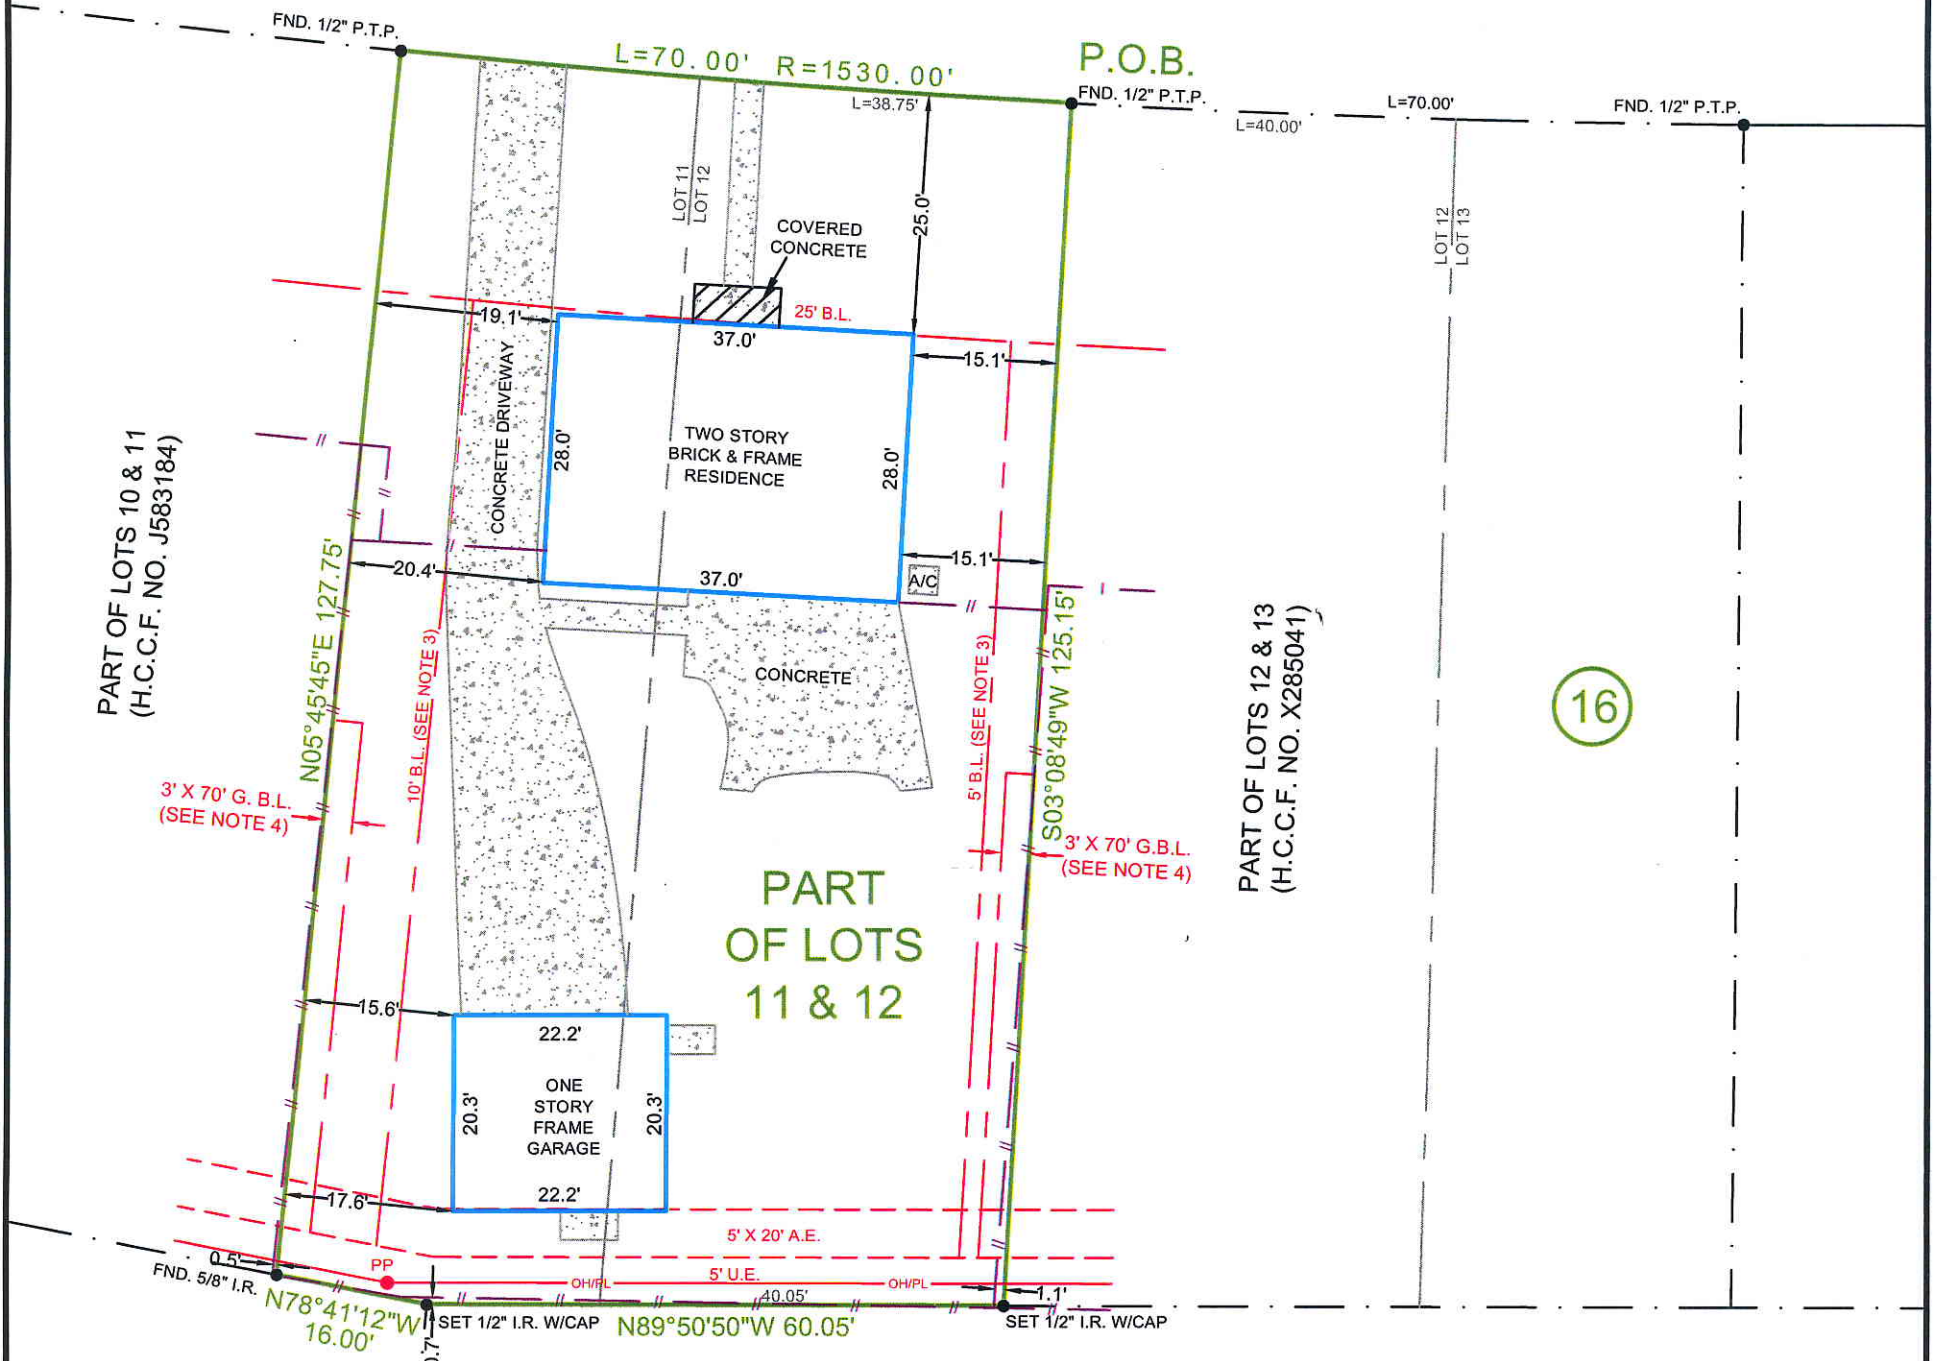 FND. 1/2" P.T.P.
L=70.00' R=1530.00'
P.O.B.
FND. 1/2" P.T.P.
L=38.75'
L=40.00'
L=70.00'
FND. 1/2" P.T.P.
LOT 11
LOT 12
25.0'
LOT 12
LOT 13
COVERED
CONCRETE
25' B.L.
19.1'
37.0'
15.1'
CONCRETE DRIVEWAY
28.0'
TWO STORY
BRICK & FRAME
RESIDENCE
28.0'
PART OF LOTS 10 & 11
(H.C.C.F. NO. J583184)
20.4'
37.0'
15.1'
A/C
N05°45'45"E 127.75'
10' B.L. (SEE NOTE 3)
CONCRETE
5' B.L. (SEE NOTE 3)
S03°08'49"W 125.15'
PART OF LOTS 12 & 13
(H.C.C.F. NO. X285041)
16
3' X 70' G. B.L.
(SEE NOTE 4)
3' X 70' G.B.L.
(SEE NOTE 4)
PART
OF LOTS
11 & 12
15.6'
22.2'
20.3'
ONE
STORY
FRAME
GARAGE
20.3'
17.6'
22.2'
5' X 20' A.E.
0.5'
PP
5' U.E.
OH/PL
OH/PL
FND. 5/8" I.R.
40.05'
1.1'
N78°41'12"W
16.00'
0.7'
SET 1/2" I.R. W/CAP
N89°50'50"W 60.05'
SET 1/2" I.R. W/CAP